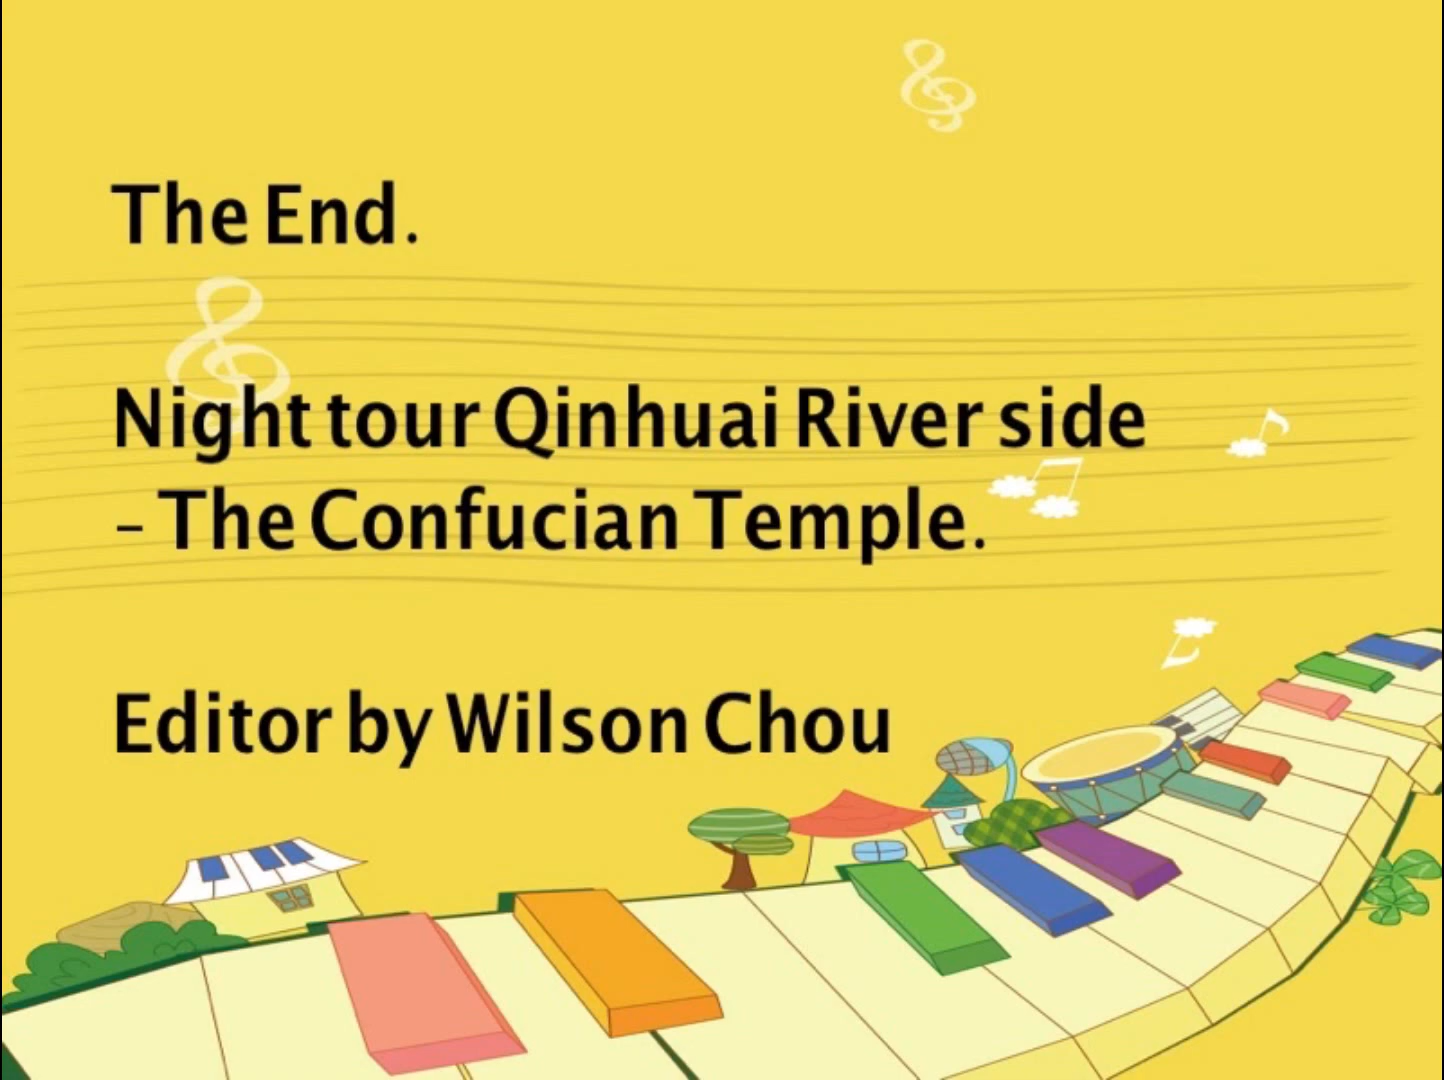 The End.
Night tour Qinhuai River side
- The Confucian Temple.
Editor by Wilson Chou